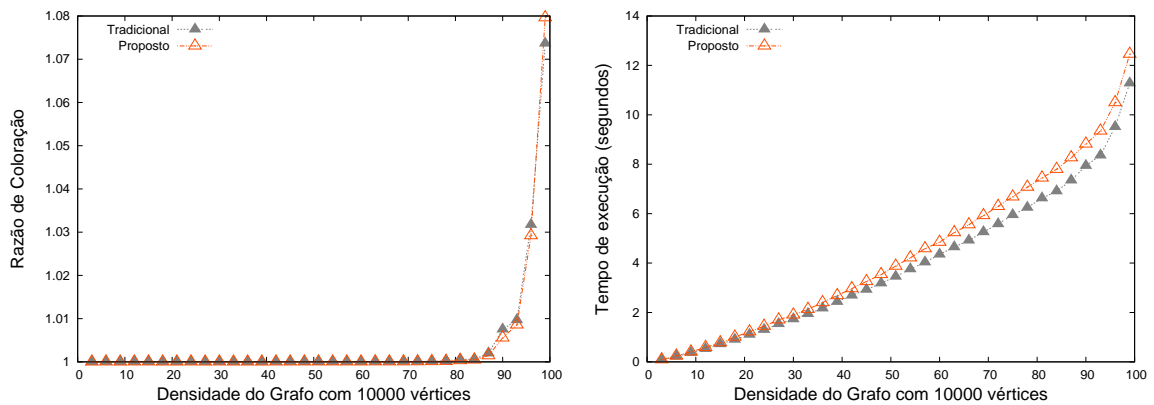 1.08
1.07
1.06
1.05
1.04
1.03
1.02
1.01
1
Razão de Coloração
Tradicional
Proposto
0 10 20 30 40 50 60 70 80 90 100
Densidade do Grafo com 10000 vértices
14
12
10
8
6
4
2
0
Tempo de execução (segundos)
Tradicional
Proposto
0 10 20 30 40 50 60 70 80 90 100
Densidade do Grafo com 10000 vértices